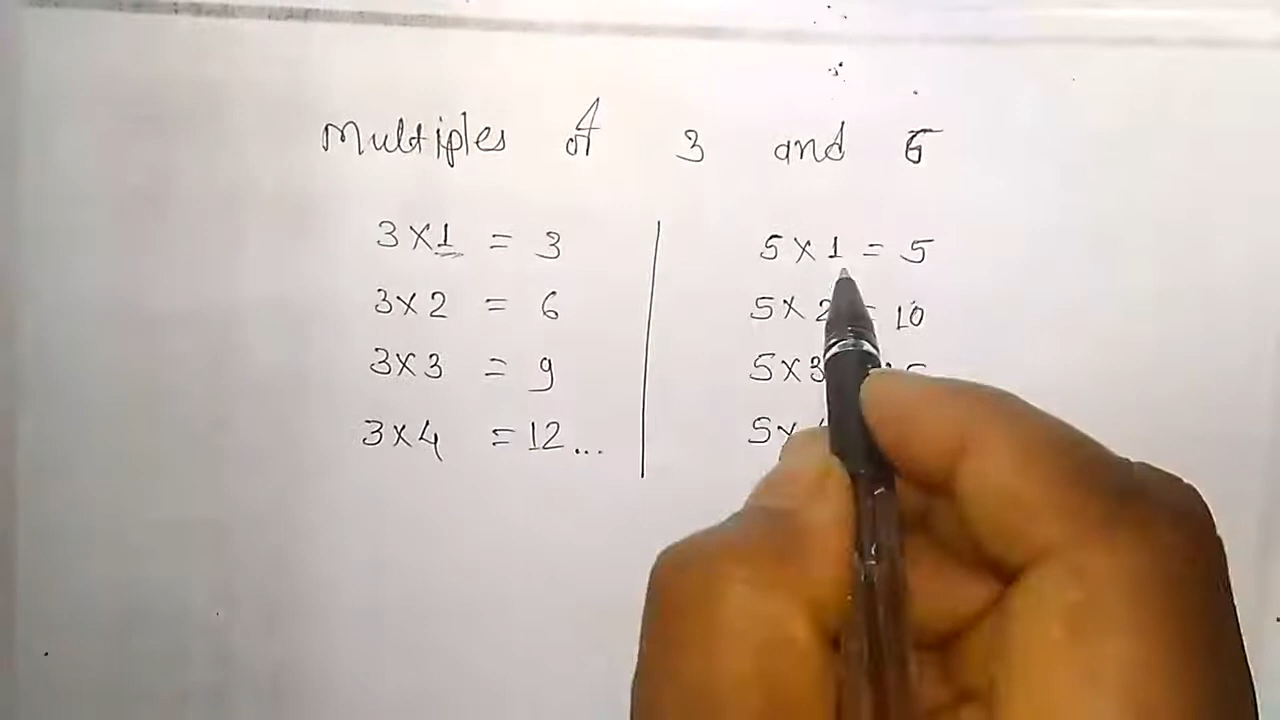 Multiples of 3 and 5
3×1 = 3
3×2 = 6
3×3 = 9
3×4 = 12...
5×1 = 5
5×2 = 10
5×3
5×